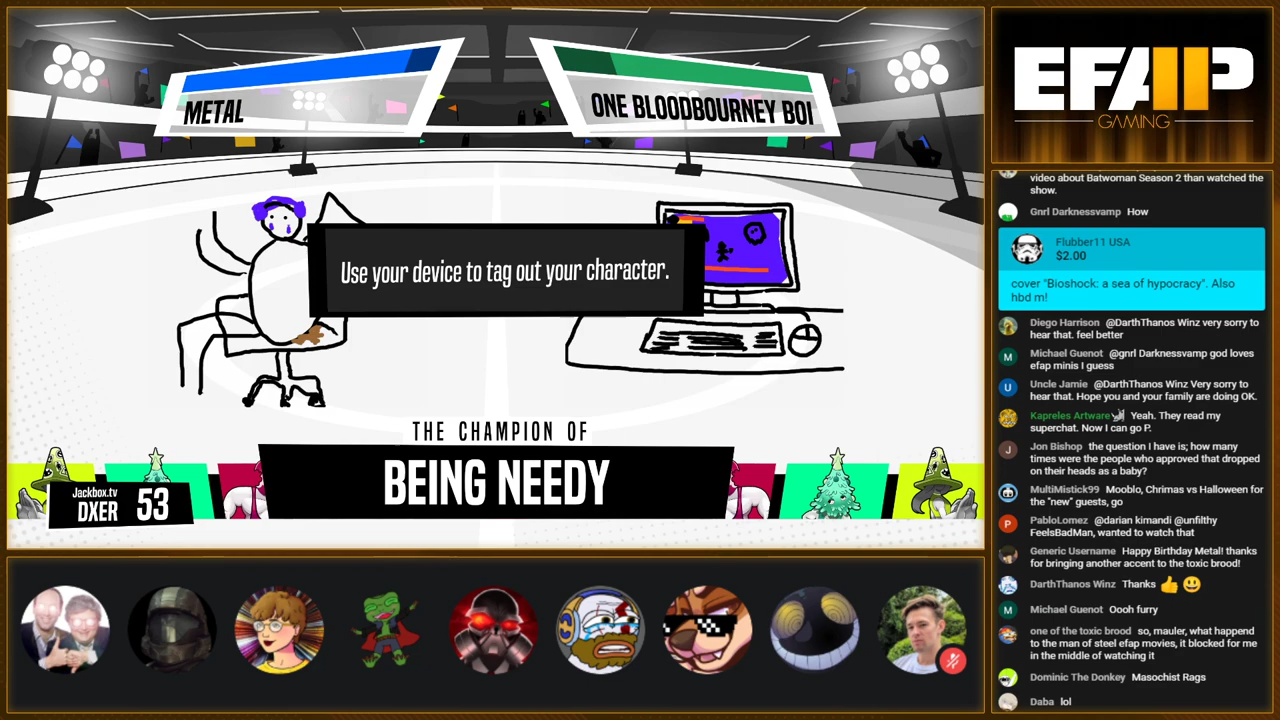 METAL
ONE BLOODBOURNEY BOI
Use your device to tag out your character.
THE CHAMPION OF
BEING NEEDY
Jackbox.tv
DXER
53
EFAP
GAMING
video about Batwoman Season 2 than watched the
show.
Gnrl Darknessvamp How
Flubber11 USA
$2.00
cover "Bioshock: a sea of hypocracy". Also
hbd m!
Diego Harrison @DarthThanos Winz very sorry to
hear that. feel better
M Michael Guenot @gnrl Darknessvamp god loves
efap minis I guess
U Uncle Jamie @DarthThanos Winz Very sorry to
hear that. Hope you and your family are doing OK.
Kapreles Artware Yeah. They read my
superchat. Now I can go P.
J Jon Bishop the question I have is; how many
times were the people who approved that dropped
on their heads as a baby?
MultiMistick99 Mooblo, Chrimas vs Halloween for
the "new" guests, go
P PabloLomez @darian kimandi @unfilthy
FeelsBadMan, wanted to watch that
Generic Username Happy Birthday Metal! thanks
for bringing another accent to the toxic brood!
DarthThanos Winz Thanks 👍😃
M Michael Guenot Oooh furry
one of the toxic brood so, mauler, what happend
to the man of steel efap movies, it blocked for me
in the middle of watching it
Dominic The Donkey Masochist Rags
Daba lol